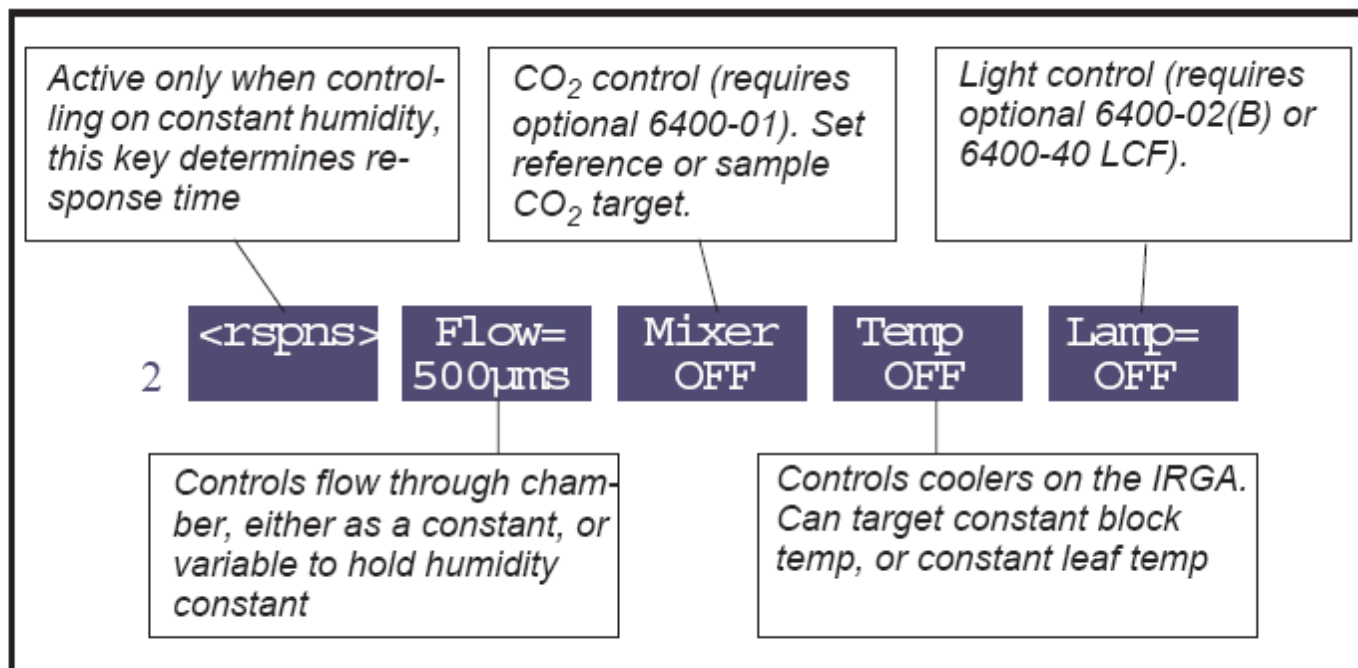 Active only when control-
ling on constant humidity,
this key determines re-
sponse time
CO₂ control (requires
optional 6400-01). Set
reference or sample
CO₂ target.
Light control (requires
optional 6400-02(B) or
6400-40 LCF).
2
<rspns>
Flow=
500µms
Mixer
OFF
Temp
OFF
Lamp=
OFF
Controls flow through cham-
ber, either as a constant, or
variable to hold humidity
constant
Controls coolers on the IRGA.
Can target constant block
temp, or constant leaf temp